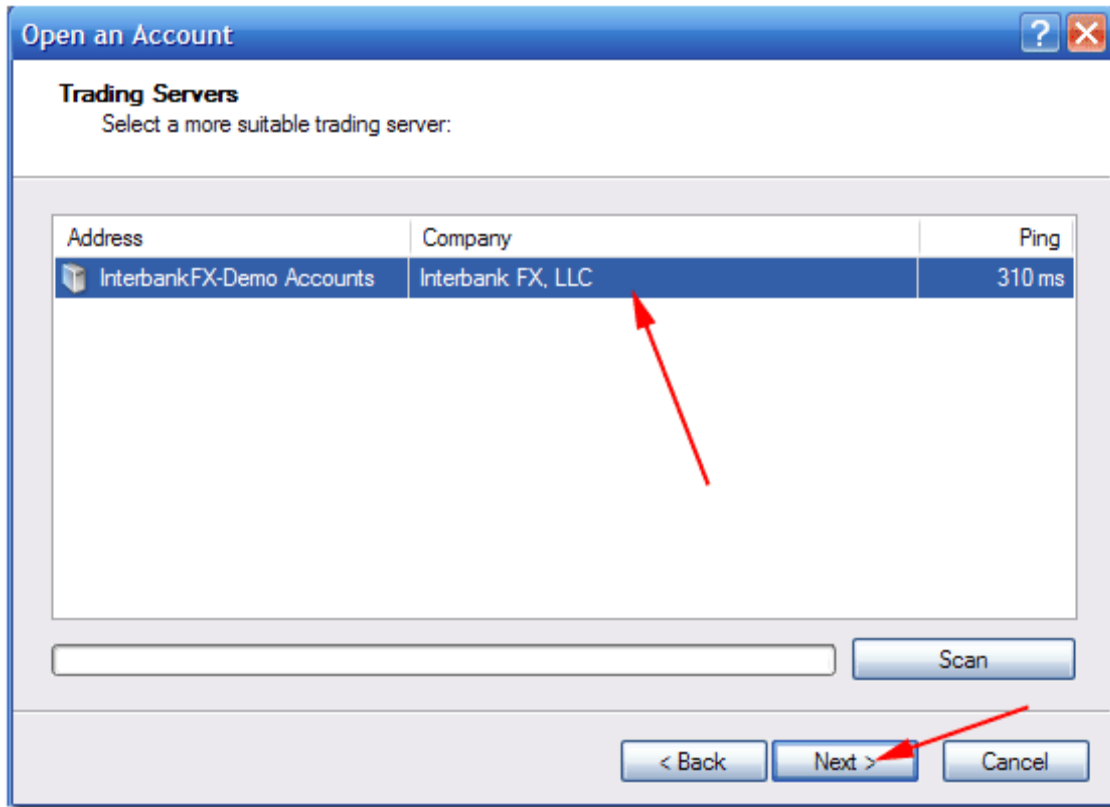 Open an Account
Trading Servers
Select a more suitable trading server:
Address Company Ping
InterbankFX-Demo Accounts Interbank FX, LLC 310 ms
Scan
< Back Next > Cancel